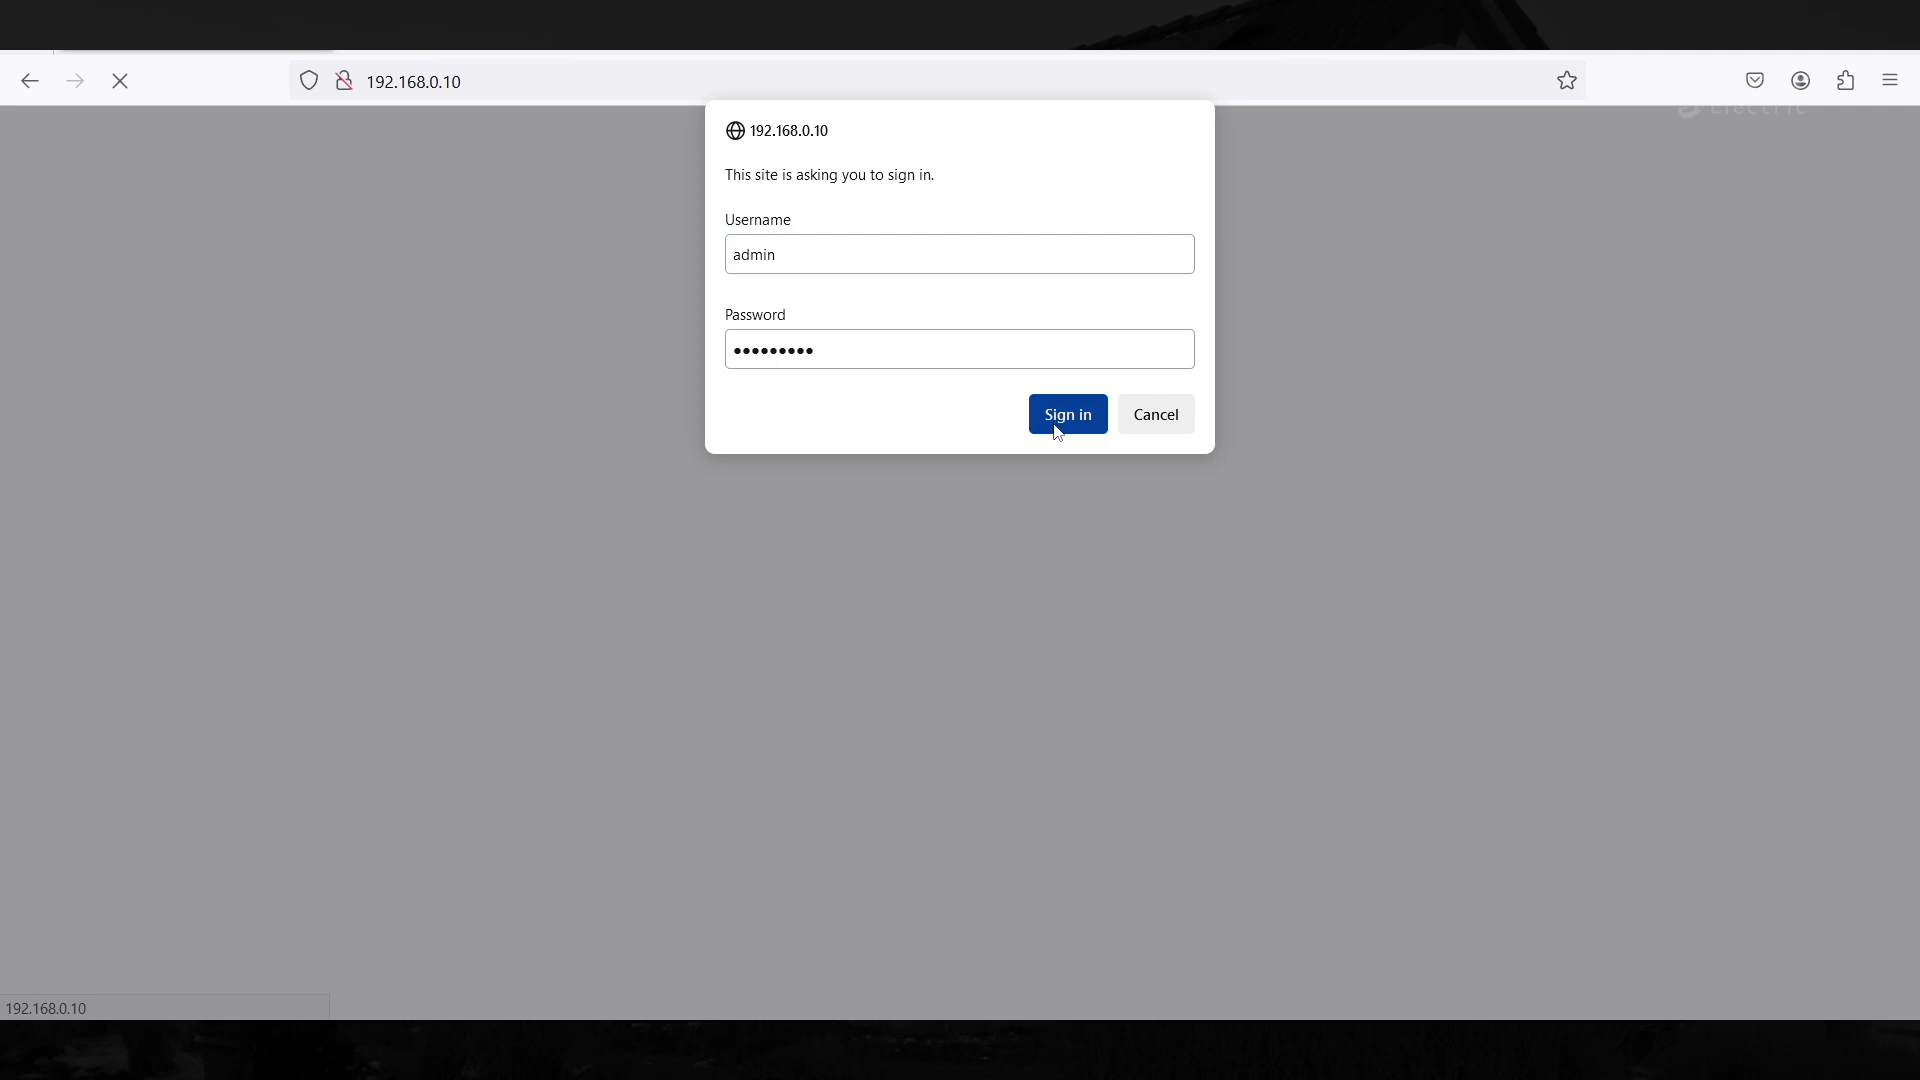 192.168.0.10
192.168.0.10
This site is asking you to sign in.
Username
admin
Password
•••••••••
Sign in
Cancel
192.168.0.10